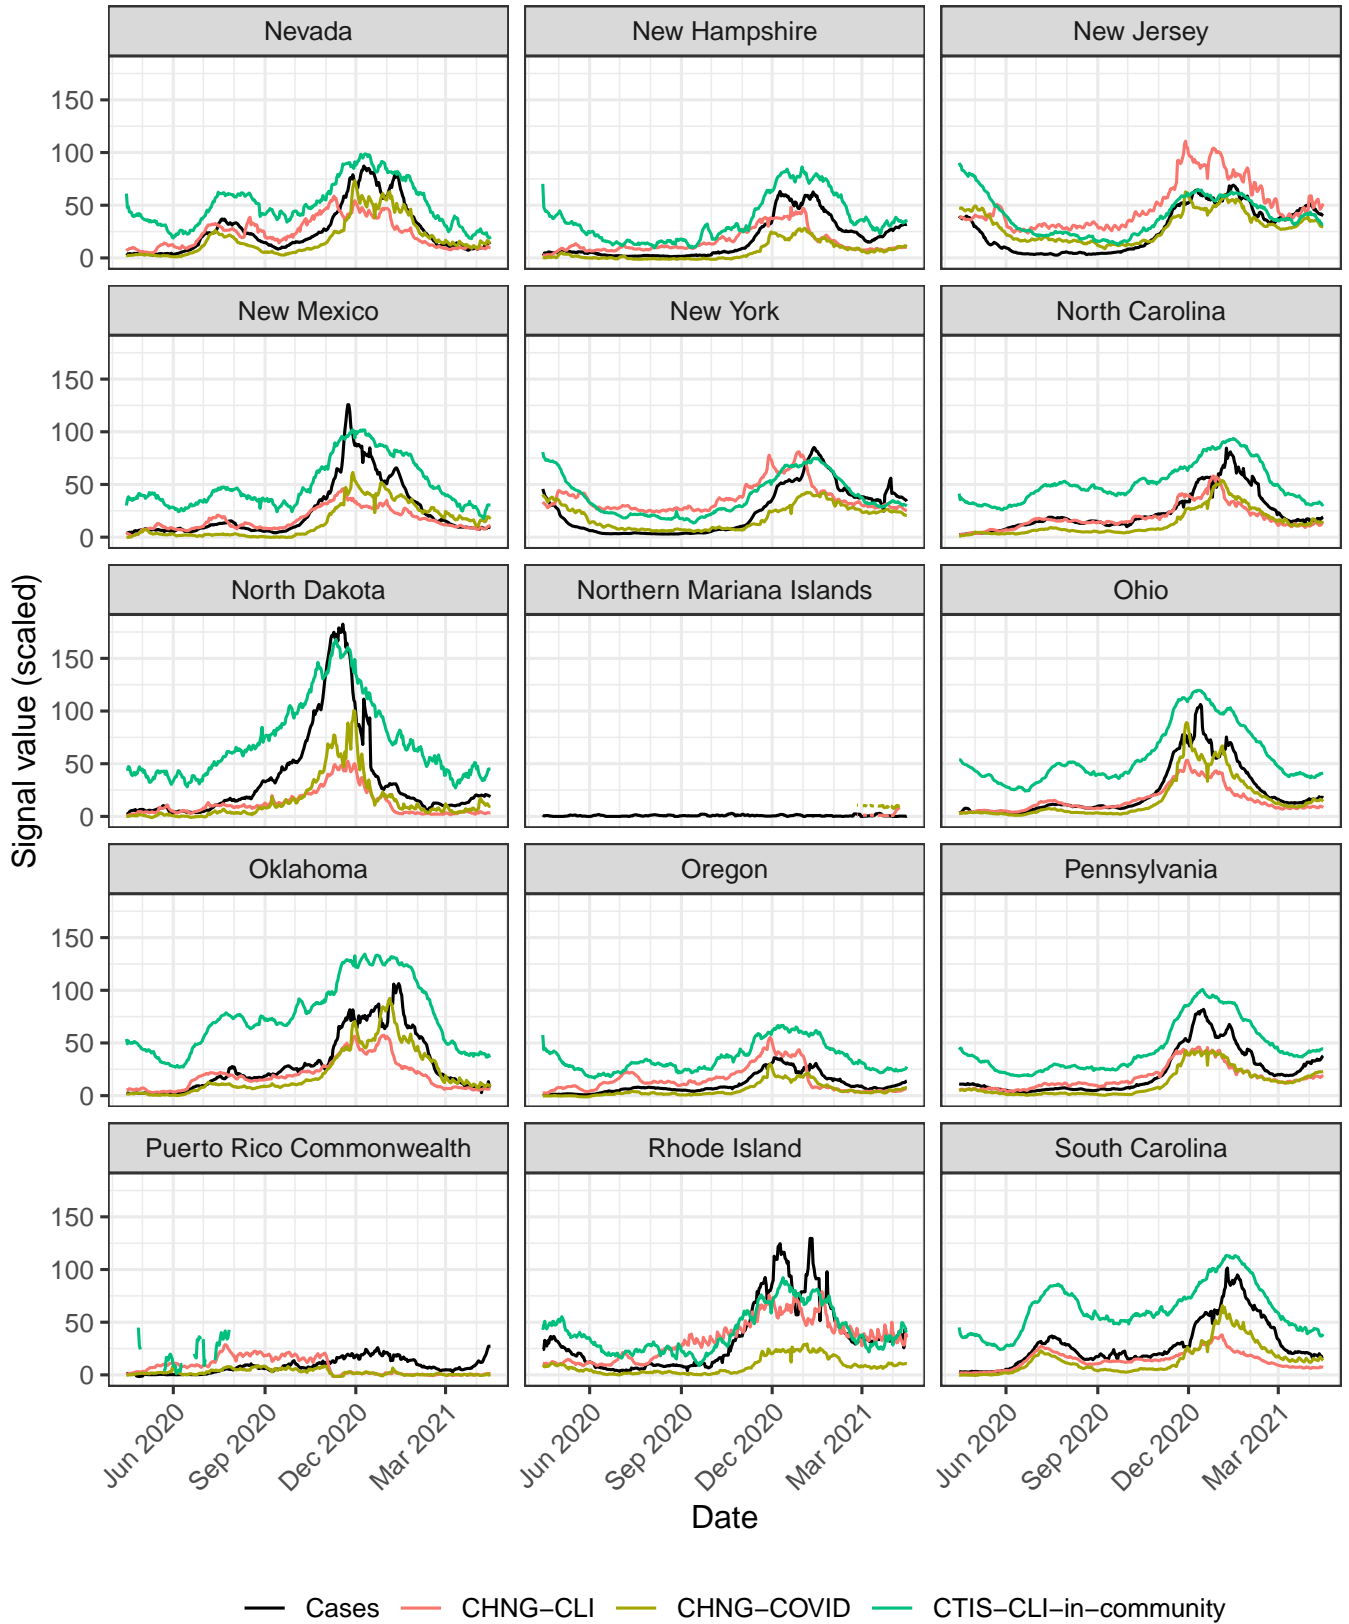 Nevada New Hampshire New Jersey
150
100
50
0
New Mexico New York North Carolina
150
100
50
0
North Dakota Northern Mariana Islands Ohio
150
100
50
0
Oklahoma Oregon Pennsylvania
150
100
50
0
Puerto Rico Commonwealth Rhode Island South Carolina
150
100
50
0
Signal value (scaled)
Jun 2020 Sep 2020 Dec 2020 Mar 2021 Jun 2020 Sep 2020 Dec 2020 Mar 2021 Jun 2020 Sep 2020 Dec 2020 Mar 2021
Date
Cases CHNG−CLI CHNG−COVID CTIS−CLI−in−community